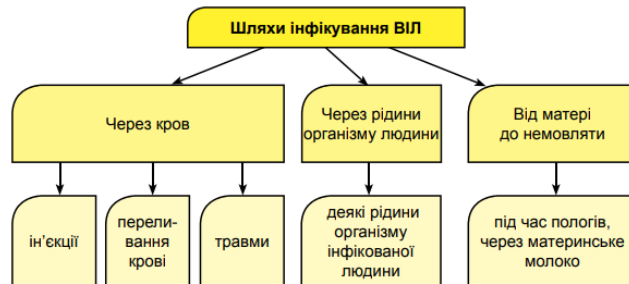 Шляхи інфікування ВІЛ
Через кров
Через рідини
організму людини
Від матері
до немовляти
ін’єкції
перели-
вання
крові
травми
деякі рідини
організму
інфікованої
людини
під час пологів,
через материнське
молоко